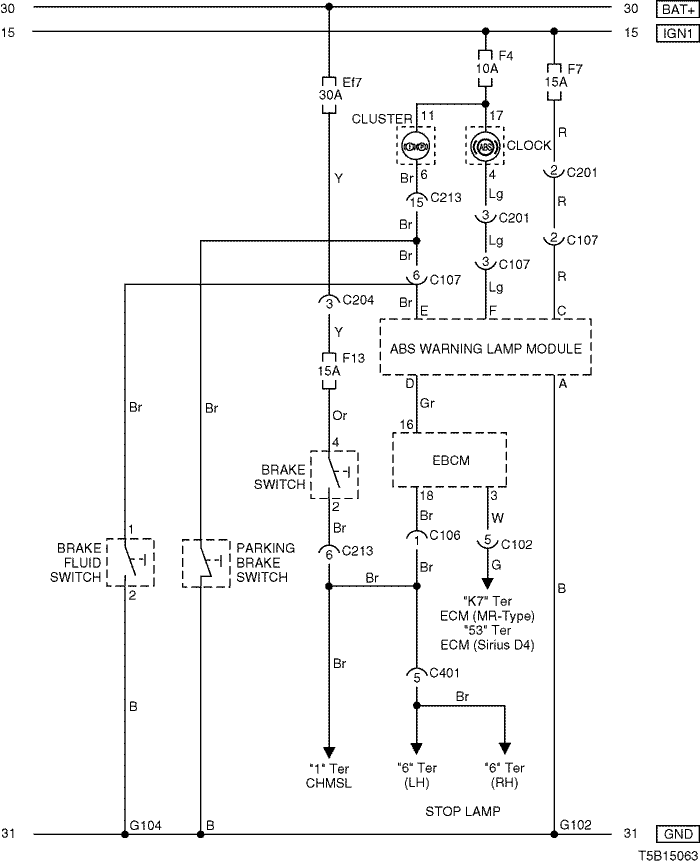 30 30 BAT+
15 15 IGN1
F4
10A
F7
15A
Ef7
30A
CLUSTER 11 17
CLOCK
R
Br 6 4
2 C201
Y
15 C213
Lg
3 C201
R
Br
Lg
2 C107
Br
3 C107
6 C107
R
Lg
3 C204
Br E F C
Y
F13
15A
ABS WARNING LAMP MODULE
D A
Br Br Or Gr
4 16
BRAKE
SWITCH
EBCM
2 18 3
Br Br W
1 C106
5 C102
6 C213
1
BRAKE
FLUID
SWITCH
2
PARKING
BRAKE
SWITCH
Br Br G
B
"K7" Ter
ECM (MR-Type)
"53" Ter
ECM (Sirius D4)
Br
5 C401
Br
B
"1" Ter
CHMSL
"6" Ter
(LH)
"6" Ter
(RH)
STOP LAMP
31 G104 B G102 31 GND
T5B15063
ABS